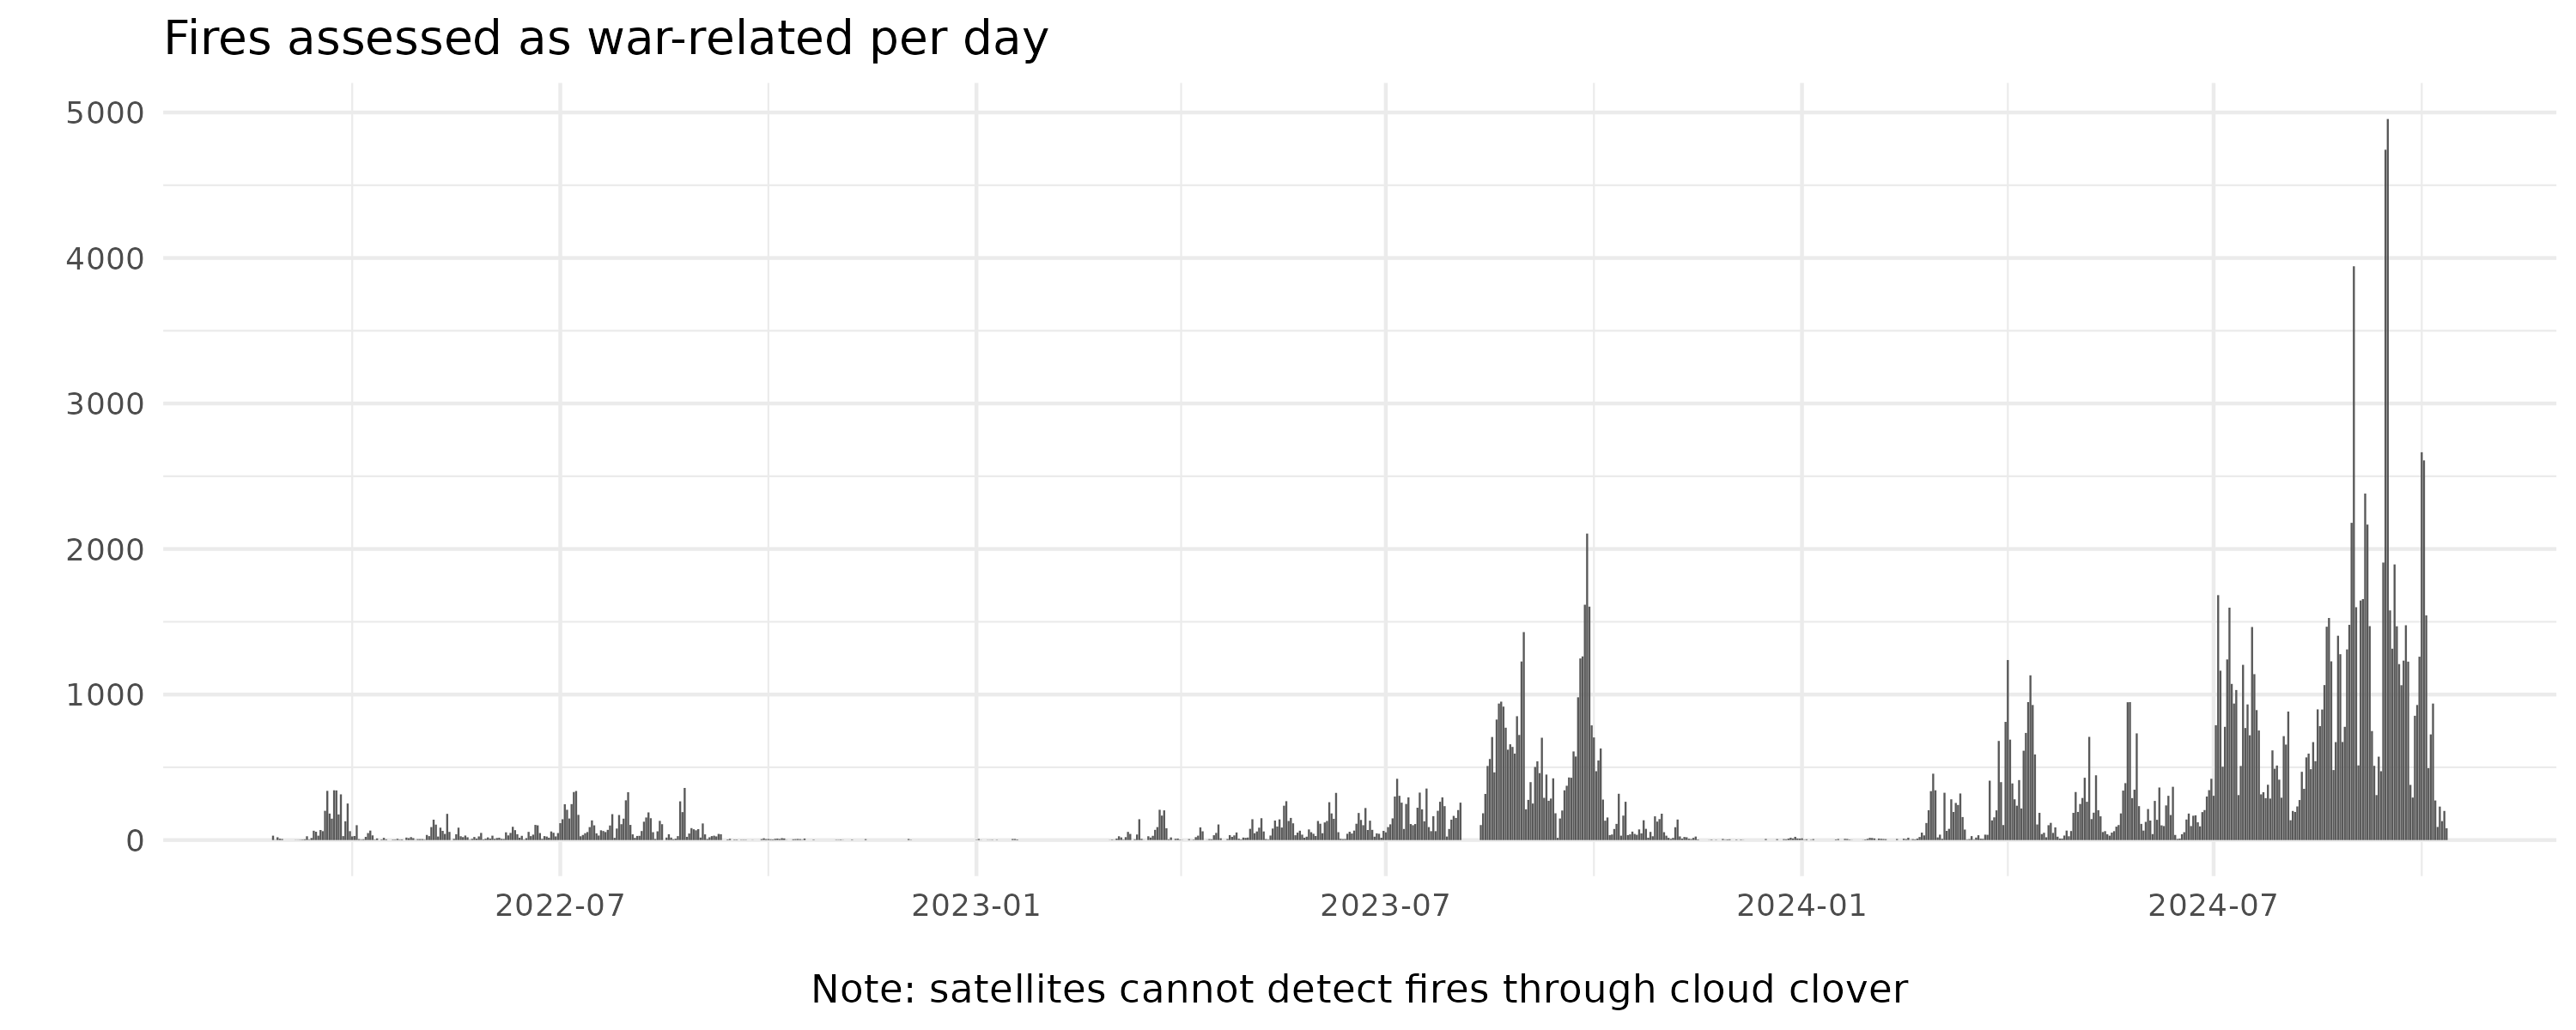 Fires assessed as war-related per day
5000
4000
3000
2000
1000
0
2022-07 2023-01 2023-07 2024-01 2024-07
Note: satellites cannot detect fires through cloud clover